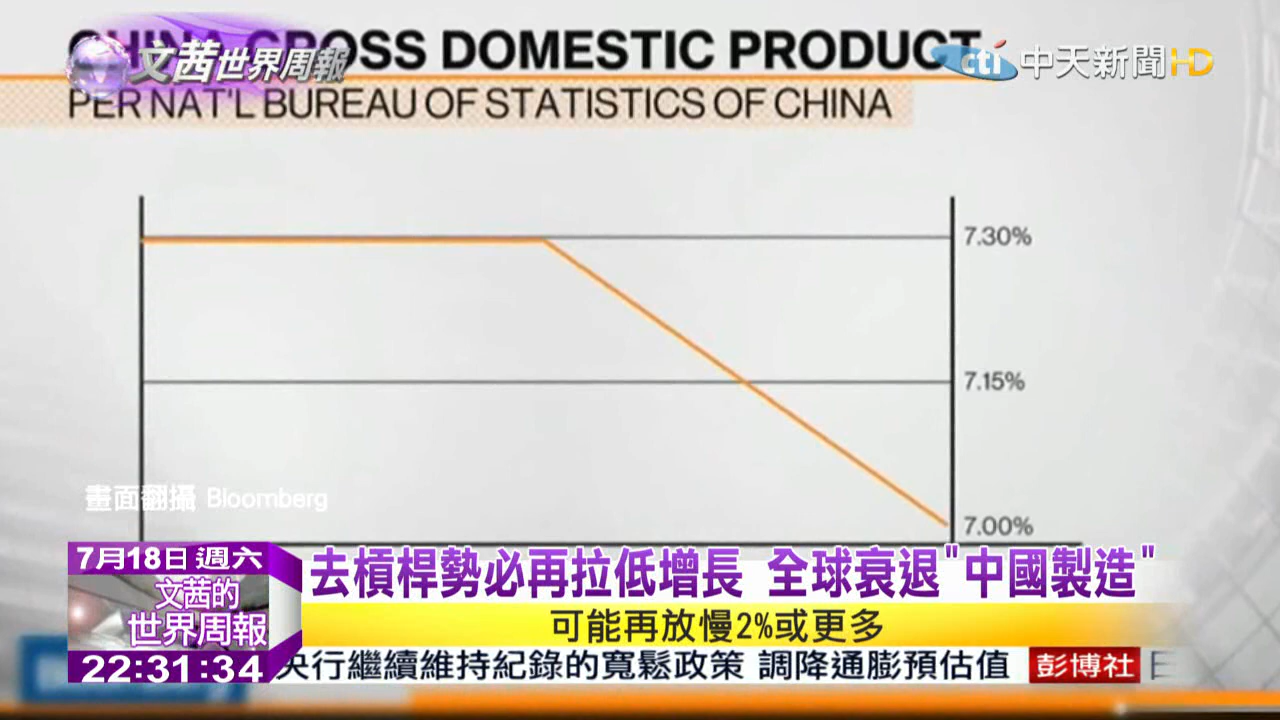 GROSS DOMESTIC PRODUCT
文茜世界周報
cti 中天新聞HD
PER NAT'L BUREAU OF STATISTICS OF CHINA
7.30%
7.15%
7.00%
畫面翻攝 Bloomberg
7月18日 週六
去槓桿勢必再拉低增長 全球衰退"中國製造"
文茜的
世界周報
可能再放慢2%或更多
22:31:34
央行繼續維持紀錄的寬鬆政策 調降通膨預估值 彭博社